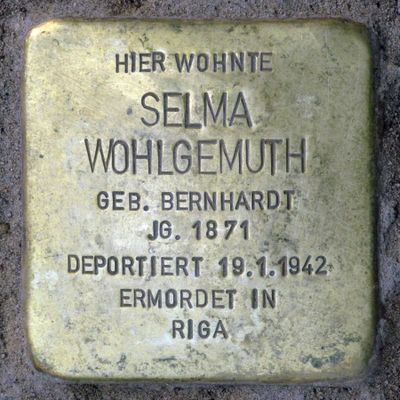 HIER WOHNTE
SELMA
WOHLGEMUTH
GEB. BERNHARDT
JG. 1871
DEPORTIERT 19.1.1942
ERMORDET IN
RIGA